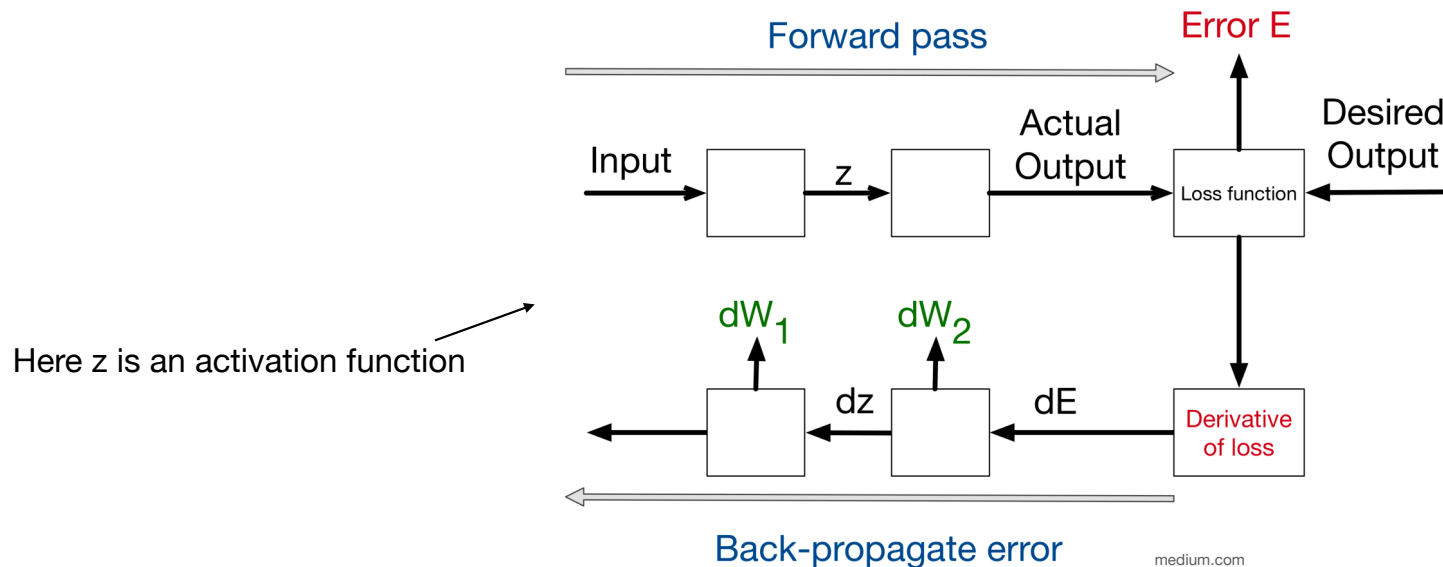 Forward pass
Error E
Input
z
Actual
Output
Loss function
Desired
Output
Here z is an activation function
dW1
dW2
dz
dE
Derivative
of loss
Back-propagate error
medium.com